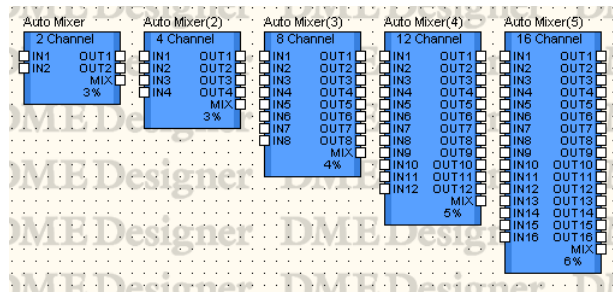 Auto Mixer
2 Channel
IN1 OUT1
IN2 OUT2
MIX
3%
Auto Mixer(2)
4 Channel
IN1 OUT1
IN2 OUT2
IN3 OUT3
IN4 OUT4
MIX
3%
Auto Mixer(3)
8 Channel
IN1 OUT1
IN2 OUT2
IN3 OUT3
IN4 OUT4
IN5 OUT5
IN6 OUT6
IN7 OUT7
IN8 OUT8
MIX
4%
Auto Mixer(4)
12 Channel
IN1 OUT1
IN2 OUT2
IN3 OUT3
IN4 OUT4
IN5 OUT5
IN6 OUT6
IN7 OUT7
IN8 OUT8
IN9 OUT9
IN10 OUT10
IN11 OUT11
IN12 OUT12
MIX
5%
Auto Mixer(5)
16 Channel
IN1 OUT1
IN2 OUT2
IN3 OUT3
IN4 OUT4
IN5 OUT5
IN6 OUT6
IN7 OUT7
IN8 OUT8
IN9 OUT9
IN10 OUT10
IN11 OUT11
IN12 OUT12
IN13 OUT13
IN14 OUT14
IN15 OUT15
IN16 OUT16
MIX
6%
DME Designer DME Designer
DME Designer DME Designer
DME Designer DME Designer